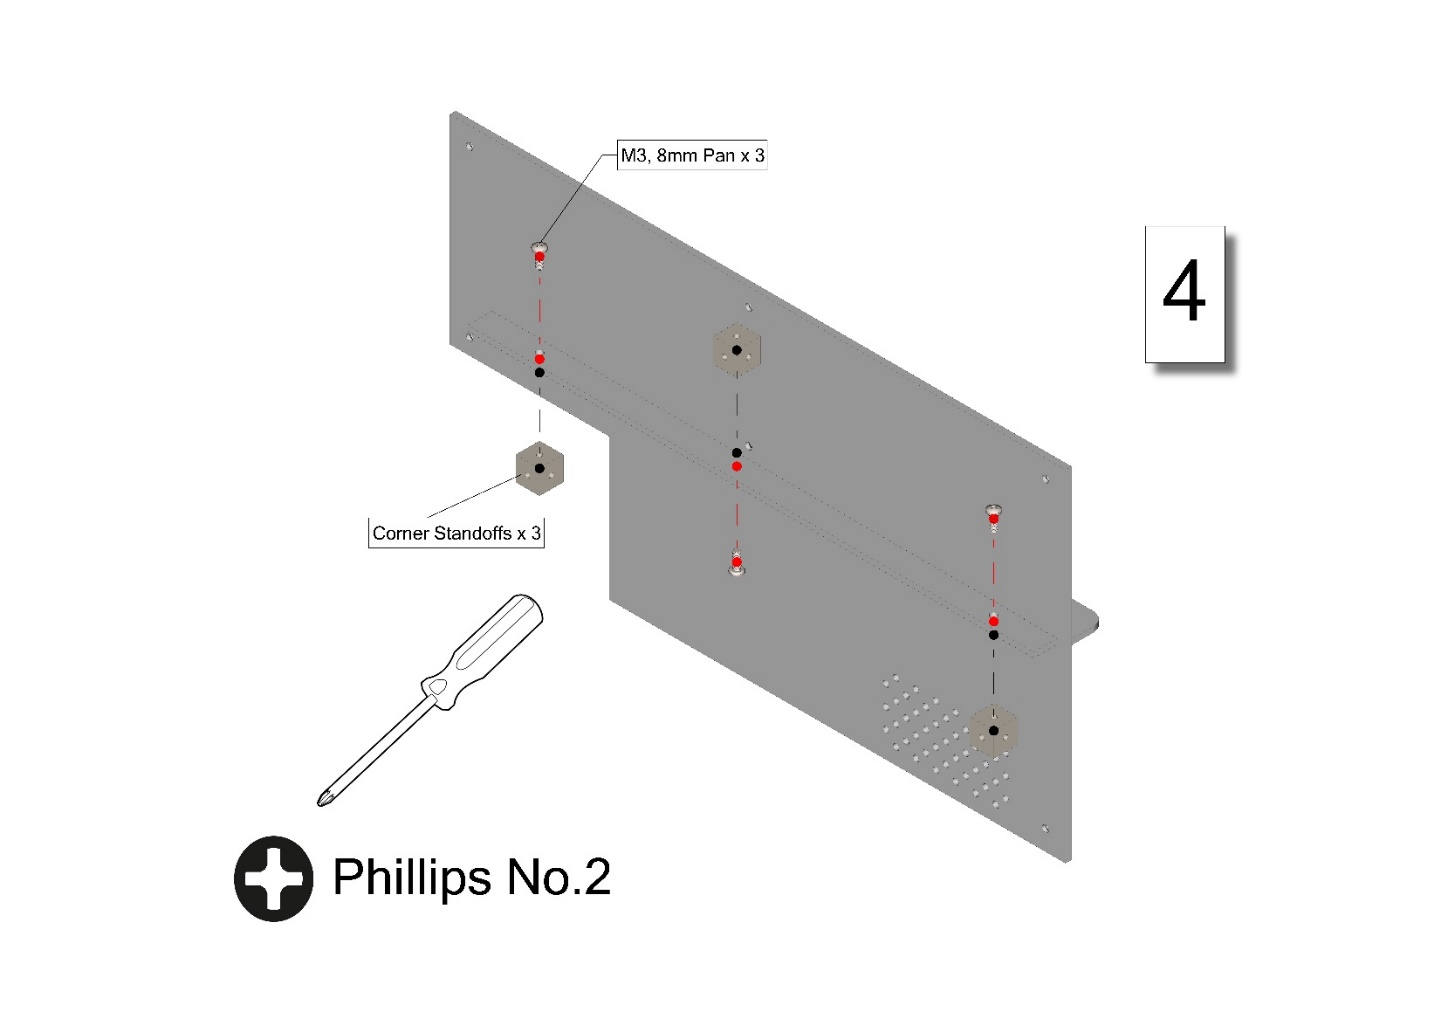 M3, 8mm Pan x 3
4
Corner Standoffs x 3
Phillips No.2